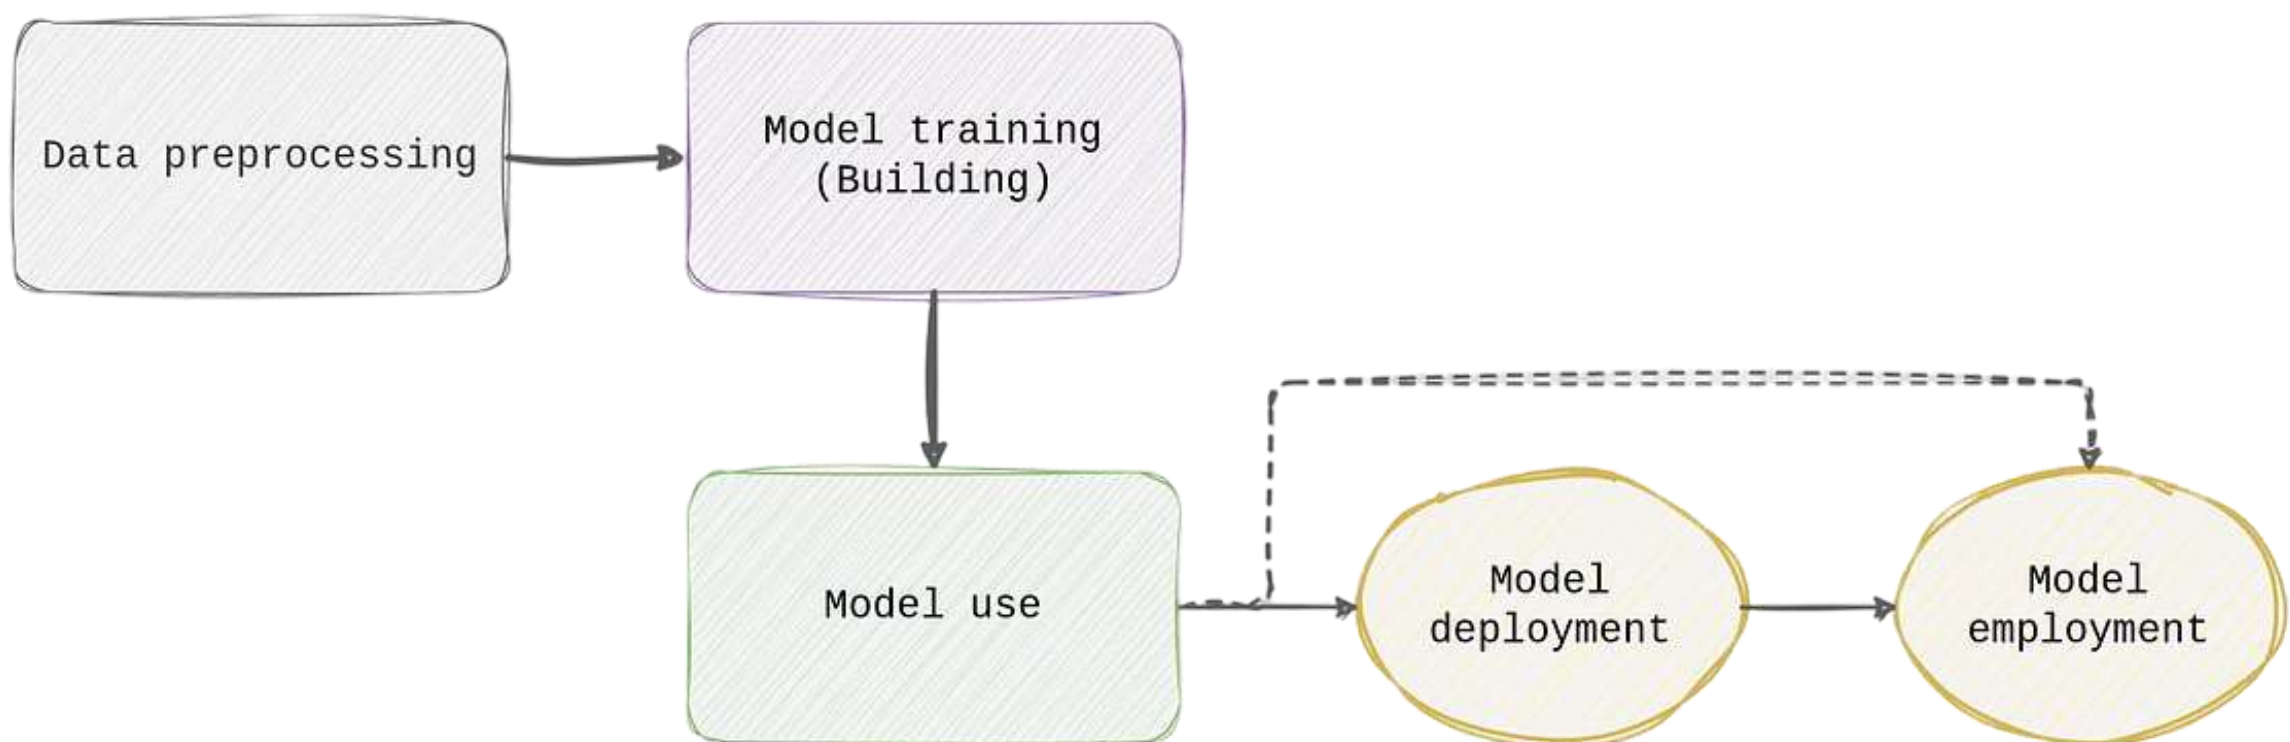 Data preprocessing
Model training
(Building)
Model use
Model
deployment
Model
employment